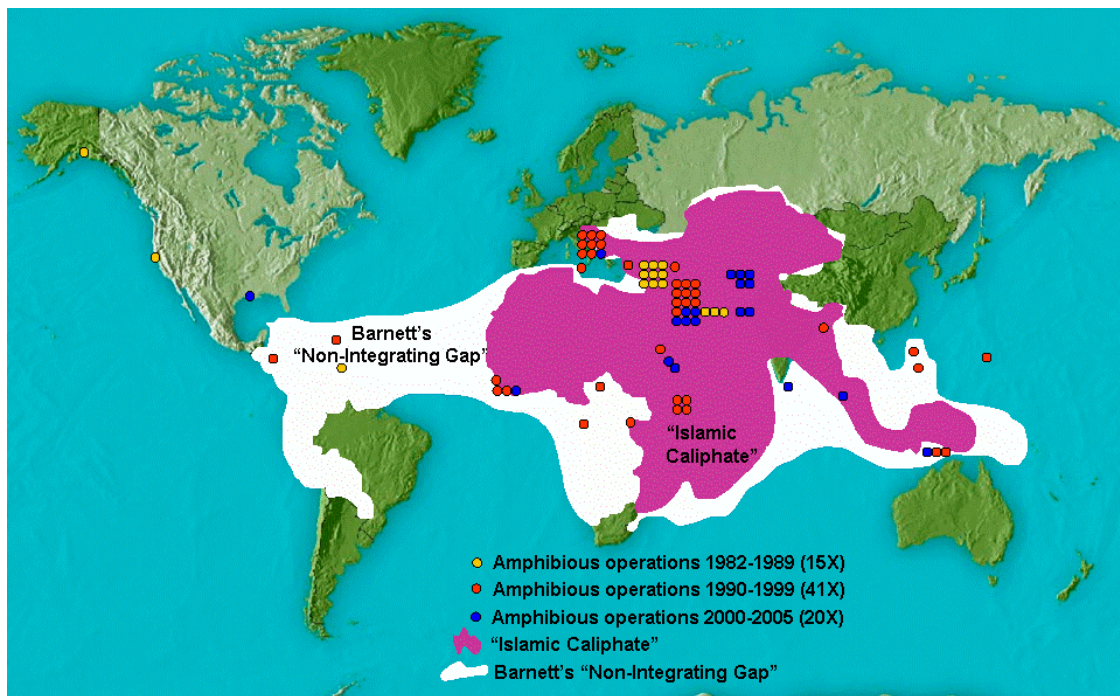 Barnett's
"Non-Integrating Gap"
"Islamic
Caliphate"
Amphibious operations 1982-1989 (15X)
Amphibious operations 1990-1999 (41X)
Amphibious operations 2000-2005 (20X)
"Islamic Caliphate"
Barnett's "Non-Integrating Gap"